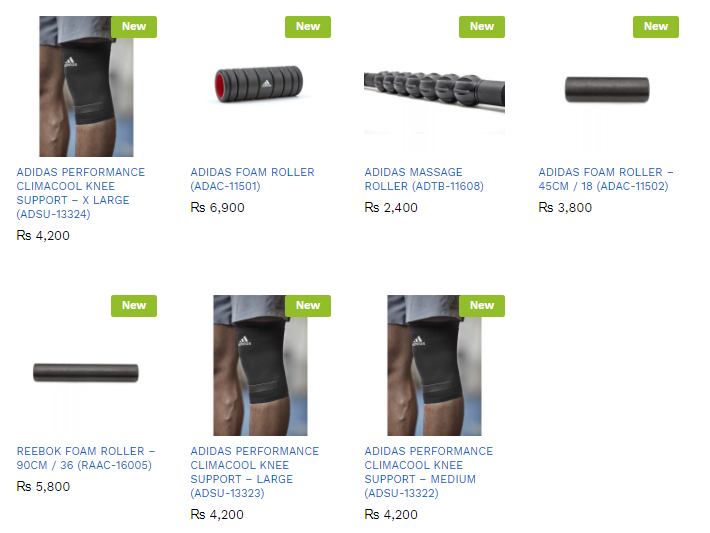 New
New
New
New
ADIDAS PERFORMANCE
CLIMACOOL KNEE
SUPPORT – X LARGE
(ADSU-13324)
₨ 4,200
ADIDAS FOAM ROLLER
(ADAC-11501)
₨ 6,900
ADIDAS MASSAGE
ROLLER (ADTB-11608)
₨ 2,400
ADIDAS FOAM ROLLER –
45CM / 18 (ADAC-11502)
₨ 3,800
New
New
New
REEBOK FOAM ROLLER –
90CM / 36 (RAAC-16005)
₨ 5,800
ADIDAS PERFORMANCE
CLIMACOOL KNEE
SUPPORT – LARGE
(ADSU-13323)
₨ 4,200
ADIDAS PERFORMANCE
CLIMACOOL KNEE
SUPPORT – MEDIUM
(ADSU-13322)
₨ 4,200